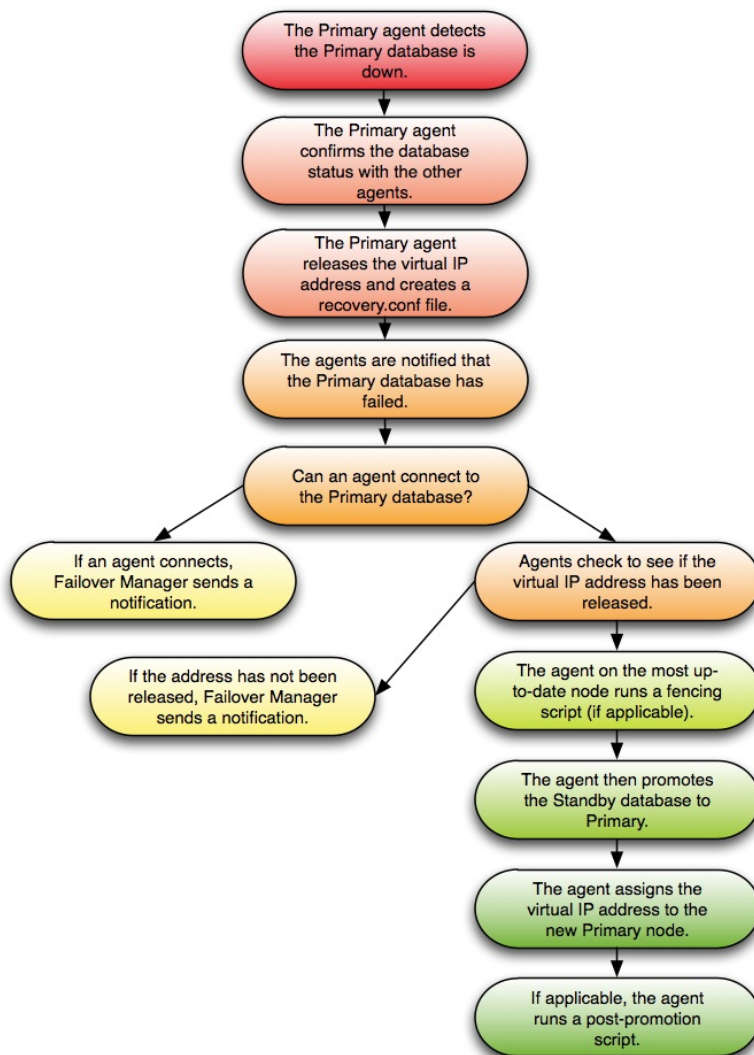 The Primary agent detects
the Primary database is
down.
The Primary agent
confirms the database
status with the other
agents.
The Primary agent
releases the virtual IP
address and creates a
recovery.conf file.
The agents are notified that
the Primary database has
failed.
Can an agent connect to
the Primary database?
If an agent connects,
Failover Manager sends a
notification.
Agents check to see if the
virtual IP address has been
released.
If the address has not been
released, Failover Manager
sends a notification.
The agent on the most up-
to-date node runs a fencing
script (if applicable).
The agent then promotes
the Standby database to
Primary.
The agent assigns the
virtual IP address to the
new Primary node.
If applicable, the agent
runs a post-promotion
script.